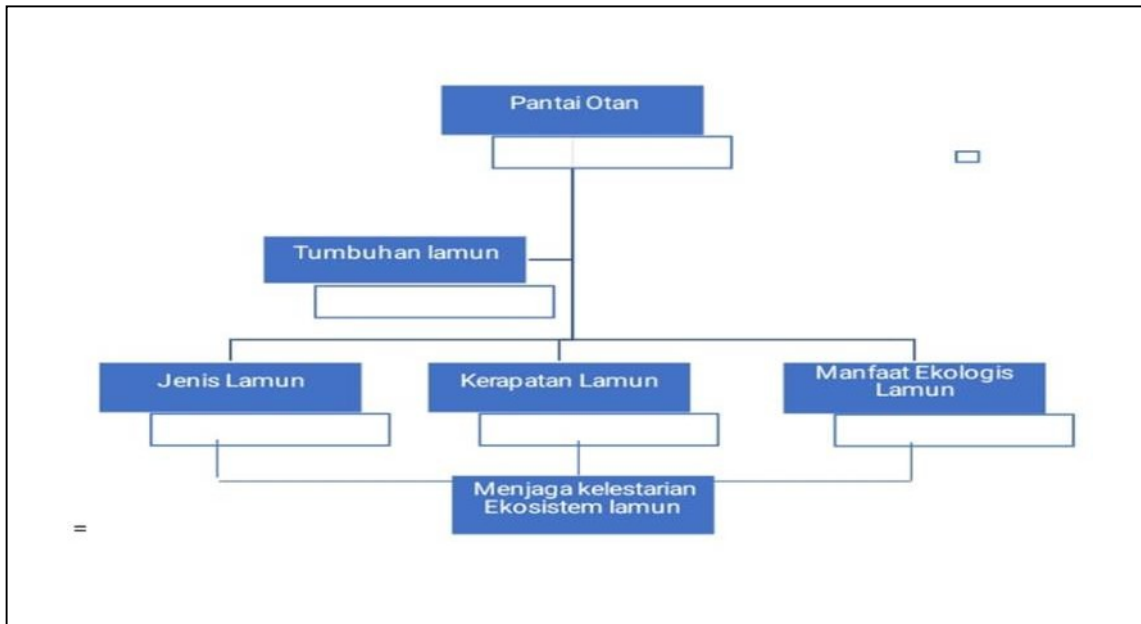 Pantai Otan
Tumbuhan lamun
Jenis Lamun
Kerapatan Lamun
Manfaat Ekologis
Lamun
Menjaga kelestarian
Ekosistem lamun
=